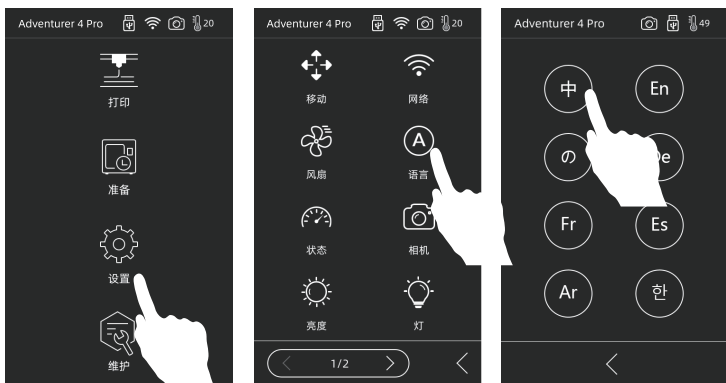 Adventurer 4 Pro 20
打印
准备
设置
维护
Adventurer 4 Pro 20
移动 网络
A
风扇 语言
状态 相机
亮度 灯
1/2
Adventurer 4 Pro 49
中 En
の De
Fr Es
Ar 한